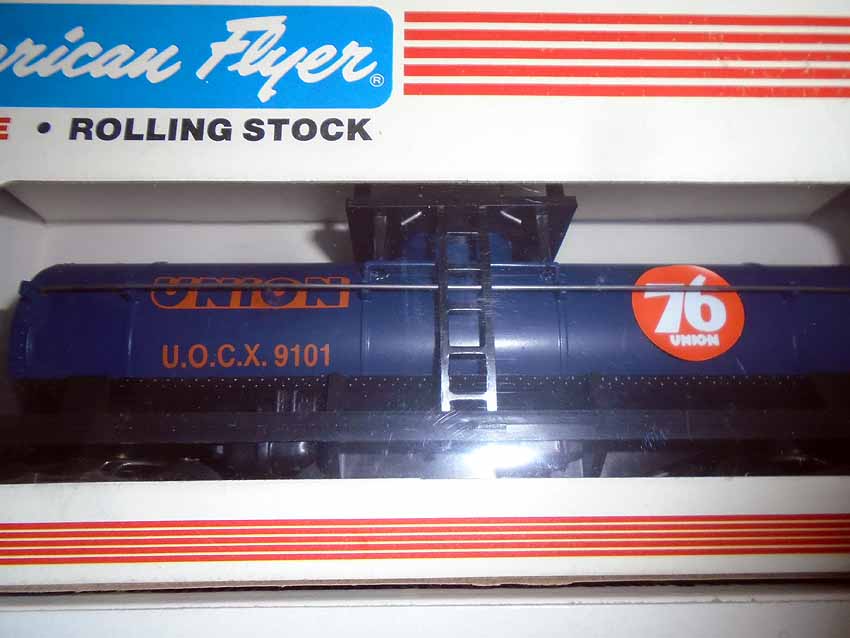 rican Flyer®
E • ROLLING STOCK
UNION
U.O.C.X. 9101
76
UNION